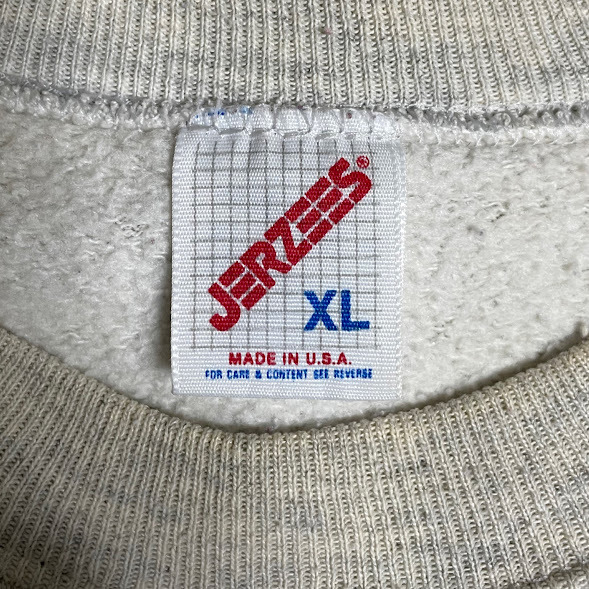 JERZEES®
XL
MADE IN U.S.A.
FOR CARE & CONTENT SEE REVERSE